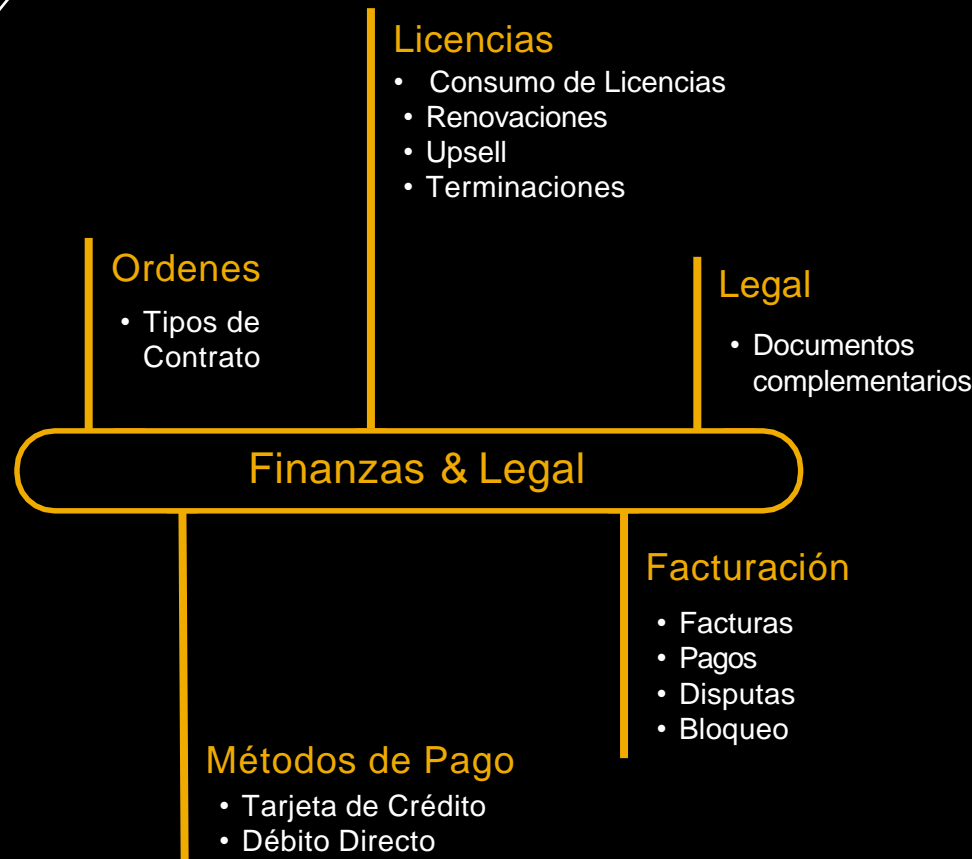 Licencias
• Consumo de Licencias
• Renovaciones
• Upsell
• Terminaciones
Ordenes
• Tipos de
Contrato
Legal
• Documentos
complementarios
Finanzas & Legal
Facturación
• Facturas
• Pagos
• Disputas
• Bloqueo
Métodos de Pago
• Tarjeta de Crédito
• Débito Directo